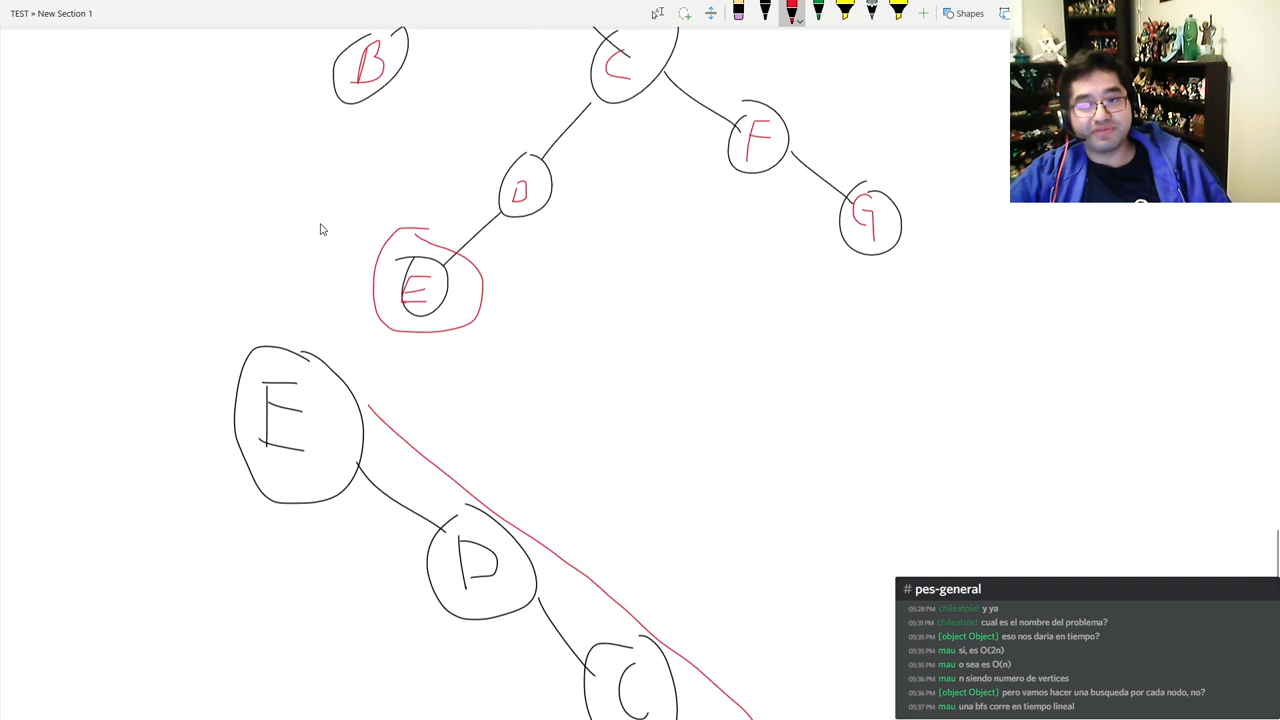 TEST » New Section 1
Shapes
B
C
F
D
G
E
E
D
C
# pes-general
05:28 PM chileatole! y ya
05:31 PM chileatole! cual es el nombre del problema?
05:35 PM [object Object] eso nos daria en tiempo?
05:35 PM mau si, es O(2n)
05:35 PM mau o sea es O(n)
05:36 PM mau n siendo numero de vertices
05:36 PM [object Object] pero vamos hacer una busqueda por cada nodo, no?
05:37 PM mau una bfs corre en tiempo lineal